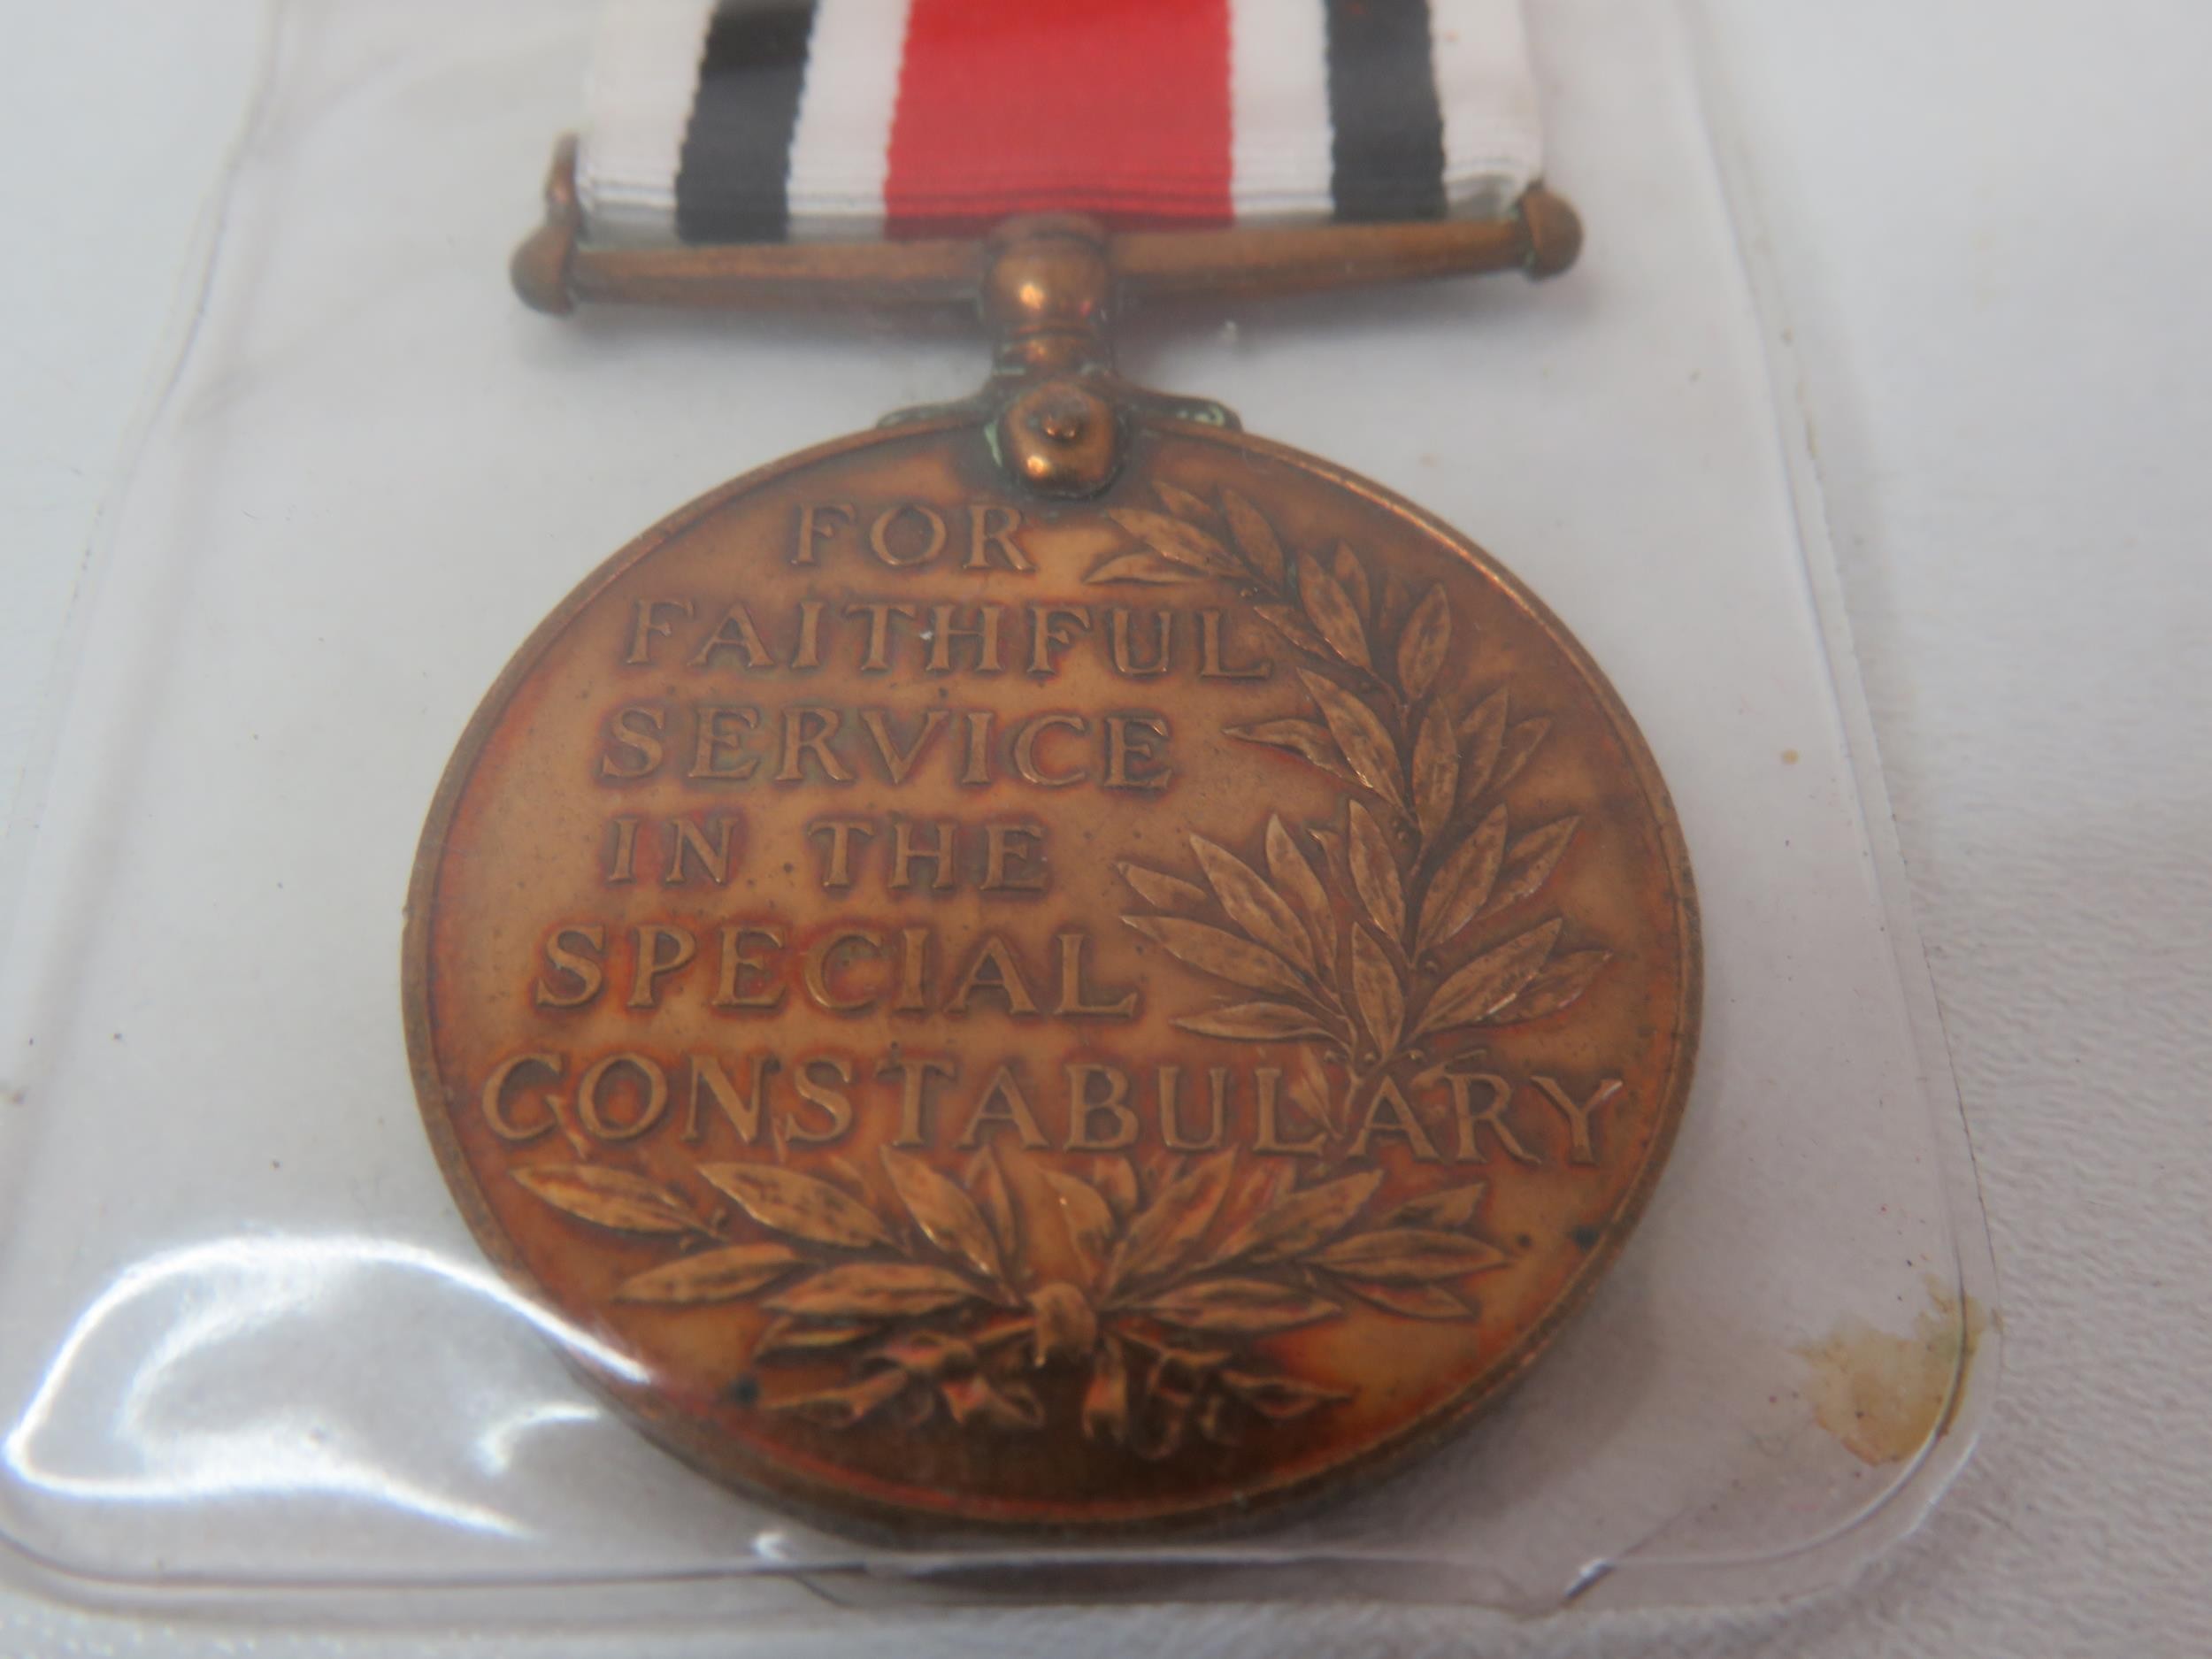 FOR
FAITHFUL
SERVICE
IN THE
SPECIAL
CONSTABULARY